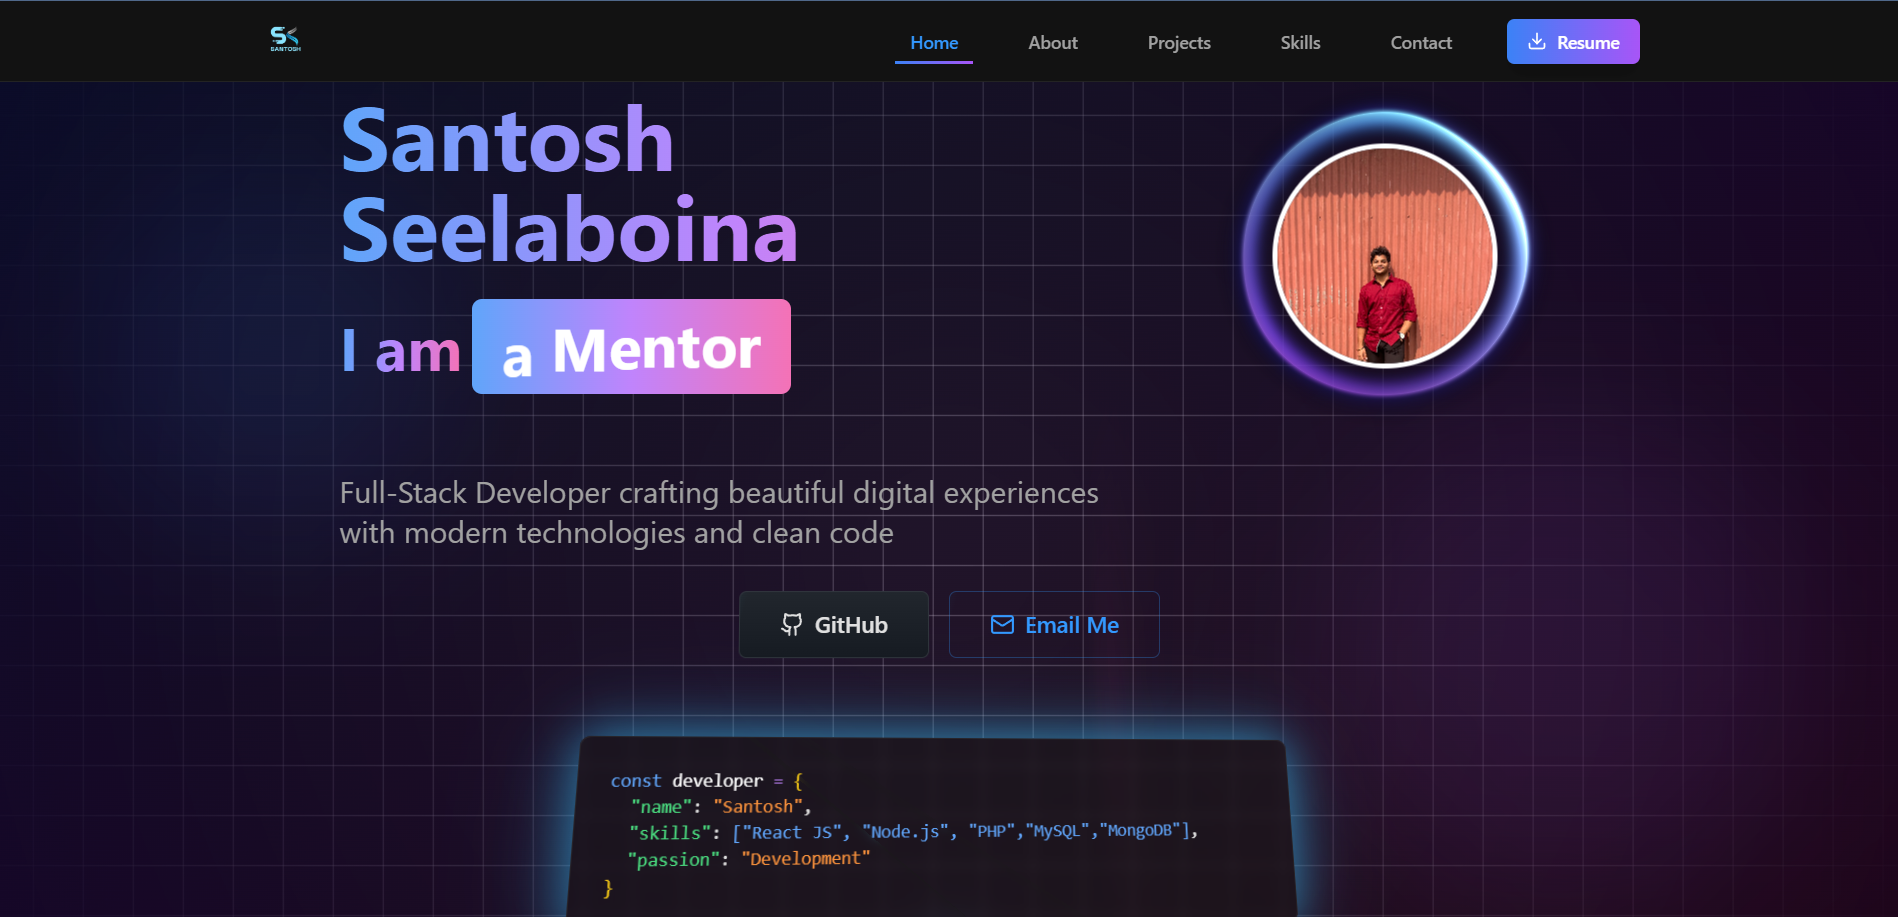 SK
SANTOSH
Home
About
Projects
Skills
Contact
Resume
Santosh
Seelaboina
I am a Mentor
Full-Stack Developer crafting beautiful digital experiences
with modern technologies and clean code
GitHub
Email Me
const developer = {
"name": "Santosh",
"skills": ["React JS", "Node.js", "PHP","MySQL","MongoDB"],
"passion": "Development"
}